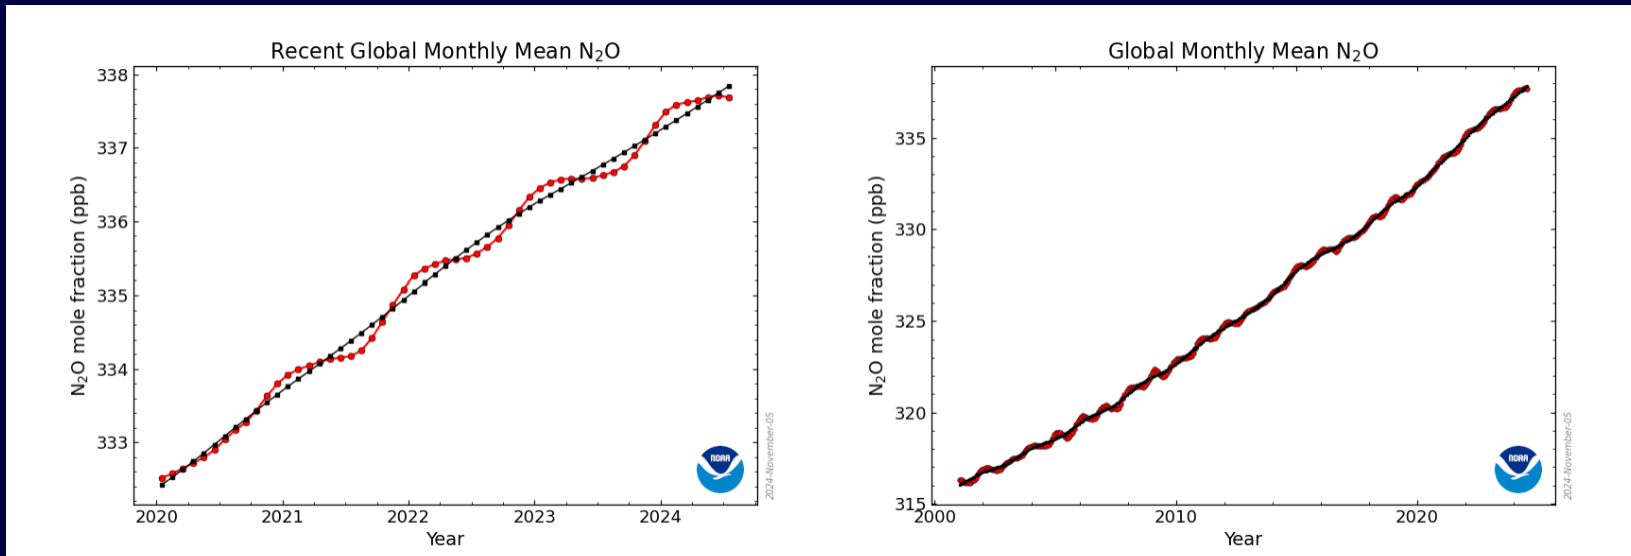 Recent Global Monthly Mean N₂O
338
337
336
335
334
333
N₂O mole fraction (ppb)
2020 2021 2022 2023 2024
Year
NOAA
2024-November-05
Global Monthly Mean N₂O
335
330
325
320
315
N₂O mole fraction (ppb)
2000 2010 2020
Year
NOAA
2024-November-05